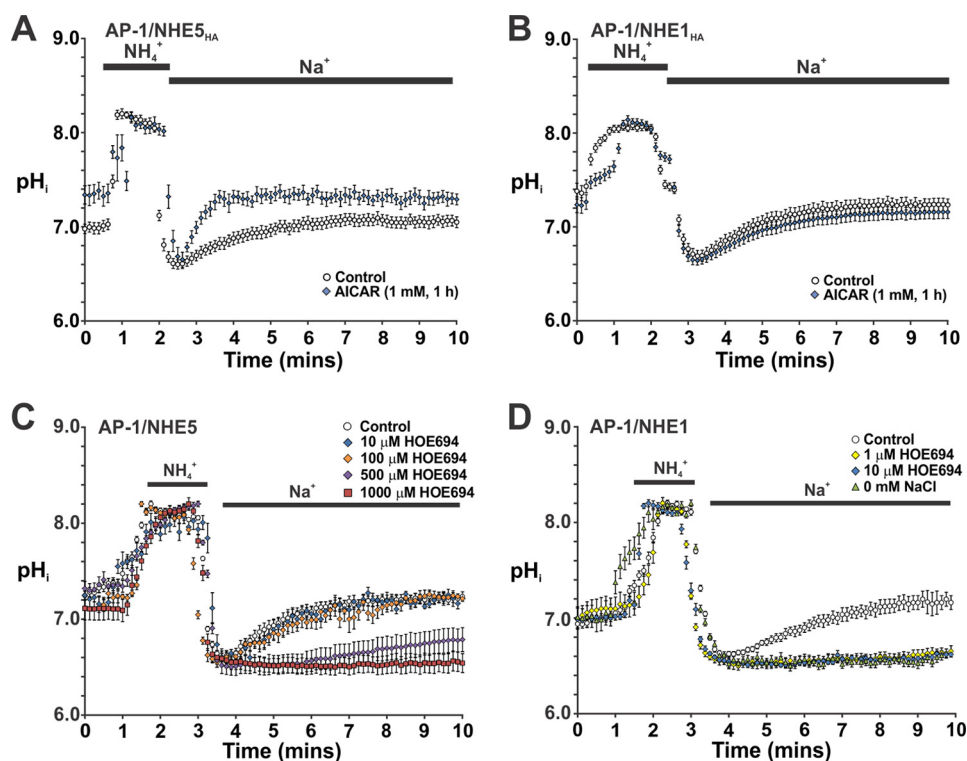 A
AP-1/NHE5HA
NH4+
Na+
9.0
8.0
pHi
7.0
6.0
Control
AICAR (1 mM, 1 h)
0 1 2 3 4 5 6 7 8 9 10
Time (mins)
B
AP-1/NHE1HA
NH4+
Na+
9.0
8.0
pHi
7.0
6.0
Control
AICAR (1 mM, 1 h)
0 1 2 3 4 5 6 7 8 9 10
Time (mins)
C
AP-1/NHE5
NH4+
Na+
Control
10 μM HOE694
100 μM HOE694
500 μM HOE694
1000 μM HOE694
9.0
8.0
pHi
7.0
6.0
0 1 2 3 4 5 6 7 8 9 10
Time (mins)
D
AP-1/NHE1
NH4+
Na+
Control
1 μM HOE694
10 μM HOE694
0 mM NaCl
9.0
8.0
pHi
7.0
6.0
0 1 2 3 4 5 6 7 8 9 10
Time (mins)